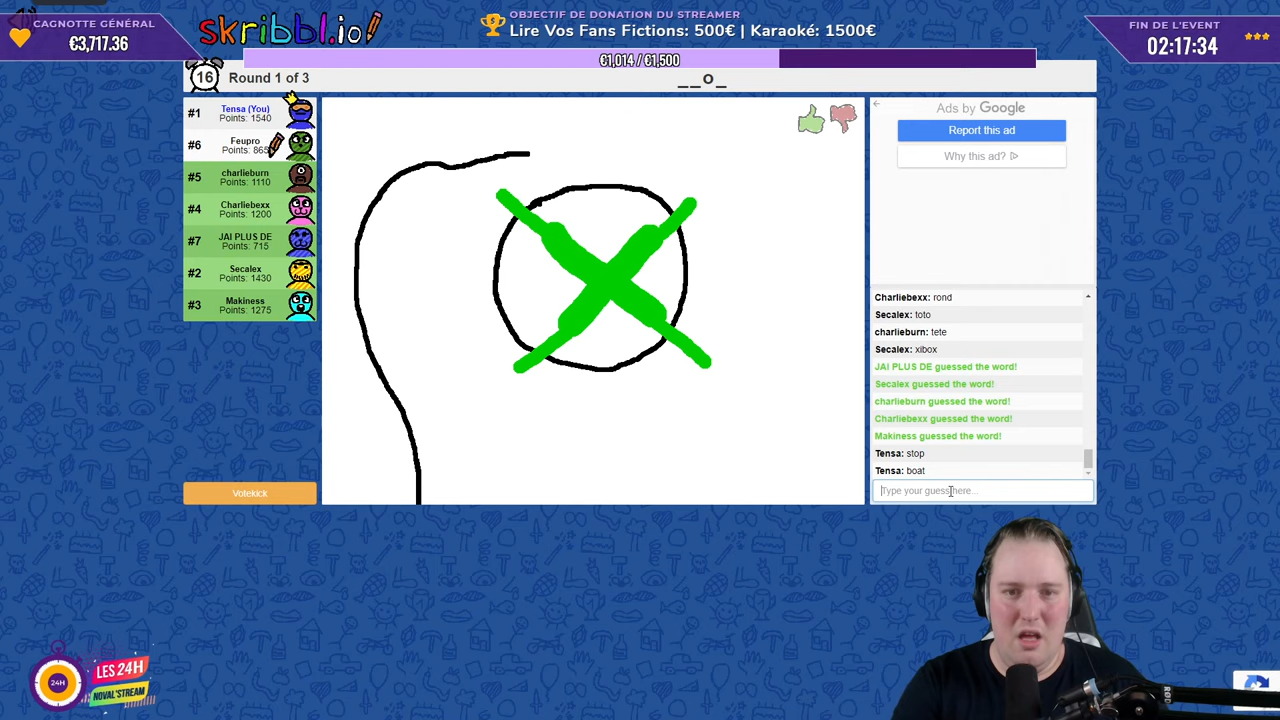 CAGNOTTE GÉNÉRAL
€3,717.36
skribbl.io
OBJECTIF DE DONATION DU STREAMER
Lire Vos Fans Fictions: 500€ | Karaoké: 1500€
€1,014 / €1,500
FIN DE L'EVENT
02:17:34
16
Round 1 of 3
__o_
#1
Tensa (You)
Points: 1540
#6
Feupro
Points: 865
#5
charlieburn
Points: 1110
#4
Charliebexx
Points: 1200
#7
JAI PLUS DE
Points: 715
#2
Secalex
Points: 1430
#3
Makiness
Points: 1275
Votekick
Ads by Google
Report this ad
Why this ad?
Charliebexx: rond
Secalex: toto
charlieburn: tete
Secalex: xibox
JAI PLUS DE guessed the word!
Secalex guessed the word!
charlieburn guessed the word!
Charliebexx guessed the word!
Makiness guessed the word!
Tensa: stop
Tensa: boat
Type your guess here...
24H
LES 24H
NOVAL'STREAM
RØDE